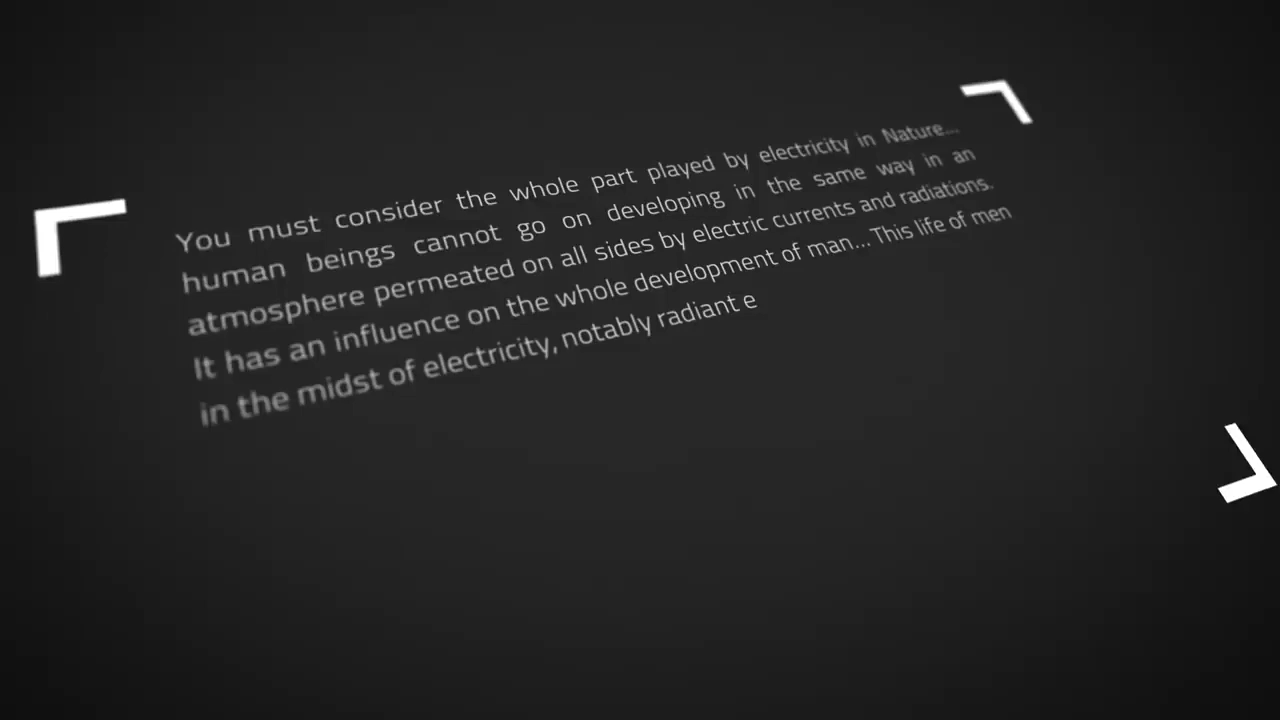 You must consider the whole part played by electricity in Nature...
human beings cannot go on developing in the same way in an
atmosphere permeated on all sides by electric currents and radiations.
It has an influence on the whole development of man... This life of men
in the midst of electricity, notably radiant e